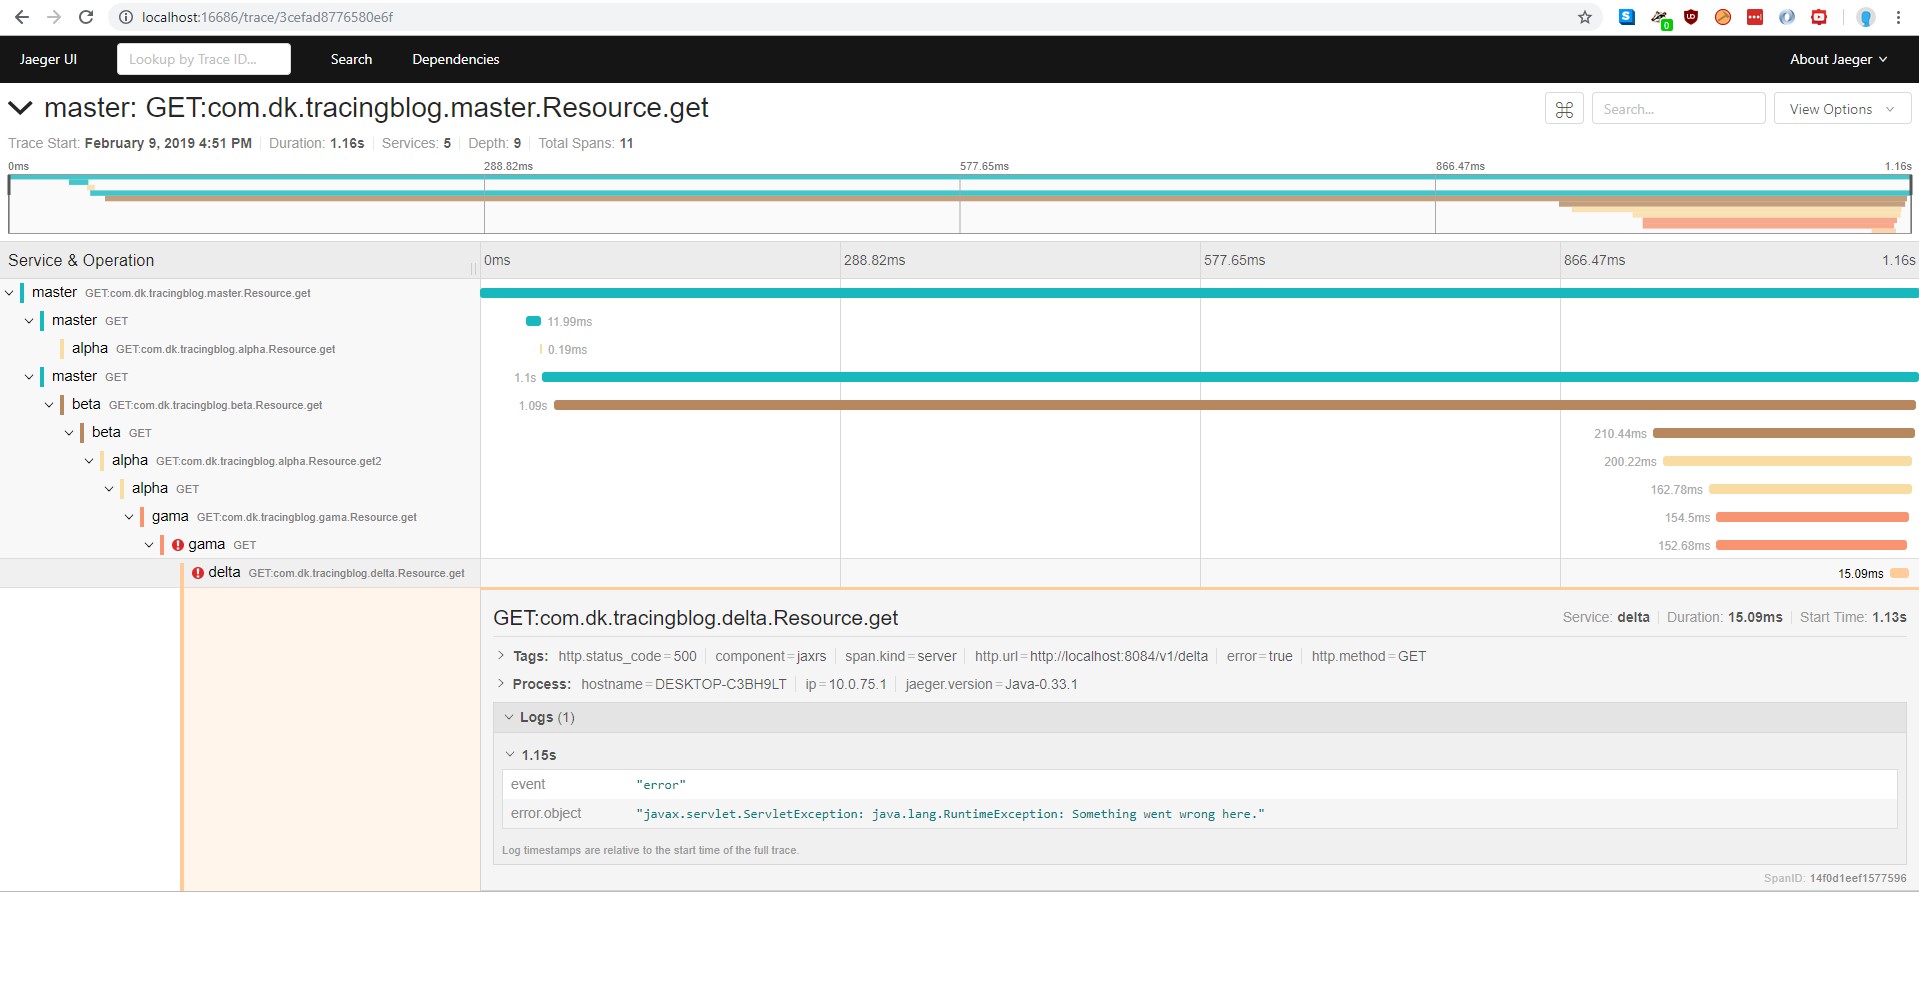 localhost:16686/trace/3cefad8776580e6f
0
Jaeger UI Lookup by Trace ID... Search Dependencies About Jaeger
master: GET:com.dk.tracingblog.master.Resource.get Search... View Options
Trace Start: February 9, 2019 4:51 PM Duration: 1.16s Services: 5 Depth: 9 Total Spans: 11
0ms 288.82ms 577.65ms 866.47ms 1.16s
Service & Operation 0ms 288.82ms 577.65ms 866.47ms 1.16s
master GET:com.dk.tracingblog.master.Resource.get
master GET 11.99ms
alpha GET:com.dk.tracingblog.alpha.Resource.get 0.19ms
master GET 1.1s
beta GET:com.dk.tracingblog.beta.Resource.get 1.09s
beta GET 210.44ms
alpha GET:com.dk.tracingblog.alpha.Resource.get2 200.22ms
alpha GET 162.78ms
gama GET:com.dk.tracingblog.gama.Resource.get 154.5ms
gama GET 152.68ms
delta GET:com.dk.tracingblog.delta.Resource.get 15.09ms
GET:com.dk.tracingblog.delta.Resource.get Service: delta Duration: 15.09ms Start Time: 1.13s
Tags: http.status_code=500 component=jaxrs span.kind=server http.url=http://localhost:8084/v1/delta error=true http.method=GET
Process: hostname=DESKTOP-C3BH9LT ip=10.0.75.1 jaeger.version=Java-0.33.1
Logs (1)
1.15s
event "error"
error.object "javax.servlet.ServletException: java.lang.RuntimeException: Something went wrong here."
Log timestamps are relative to the start time of the full trace.
SpanID: 14f0d1eef1577596